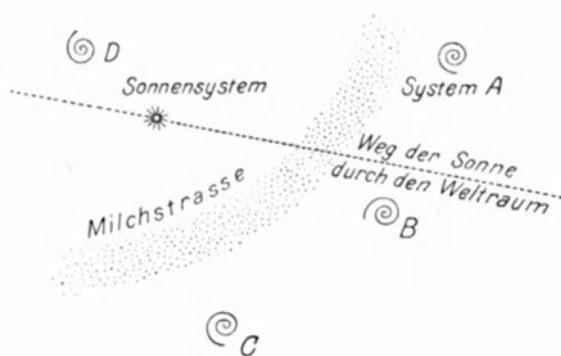 D
Sonnensystem
System A
Weg der Sonne
durch den Weltraum
Milchstrasse
B
C